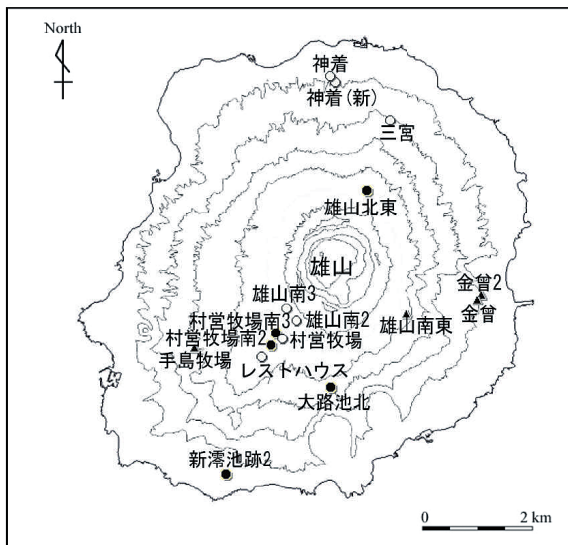 North
神着
神着(新)
三宮
雄山北東
雄山
金曾2
雄山南3
金曾
村営牧場南3
雄山南2
雄山南東
村営牧場南2
村営牧場
手島牧場
レストハウス
大路池北
新澪池跡2
0
2 km